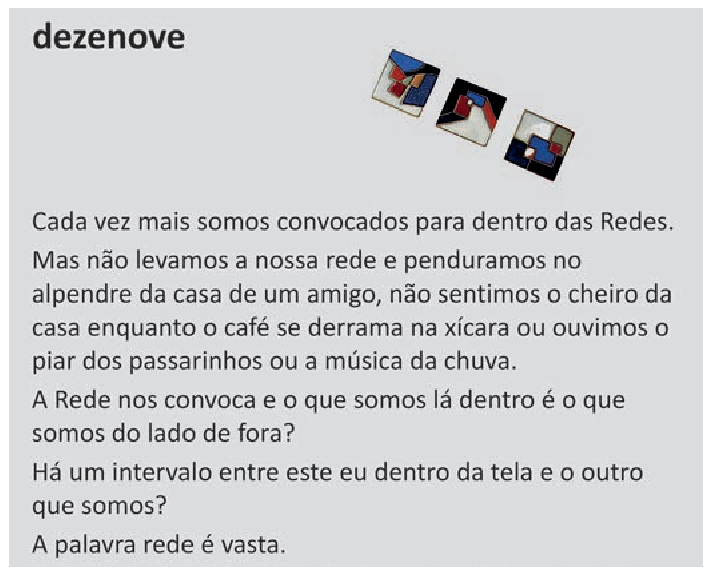 dezenove
Cada vez mais somos convocados para dentro das Redes.
Mas não levamos a nossa rede e penduramos no
alpendre da casa de um amigo, não sentimos o cheiro da
casa enquanto o café se derrama na xícara ou ouvimos o
piar dos passarinhos ou a música da chuva.
A Rede nos convoca e o que somos lá dentro é o que
somos do lado de fora?
Há um intervalo entre este eu dentro da tela e o outro
que somos?
A palavra rede é vasta.